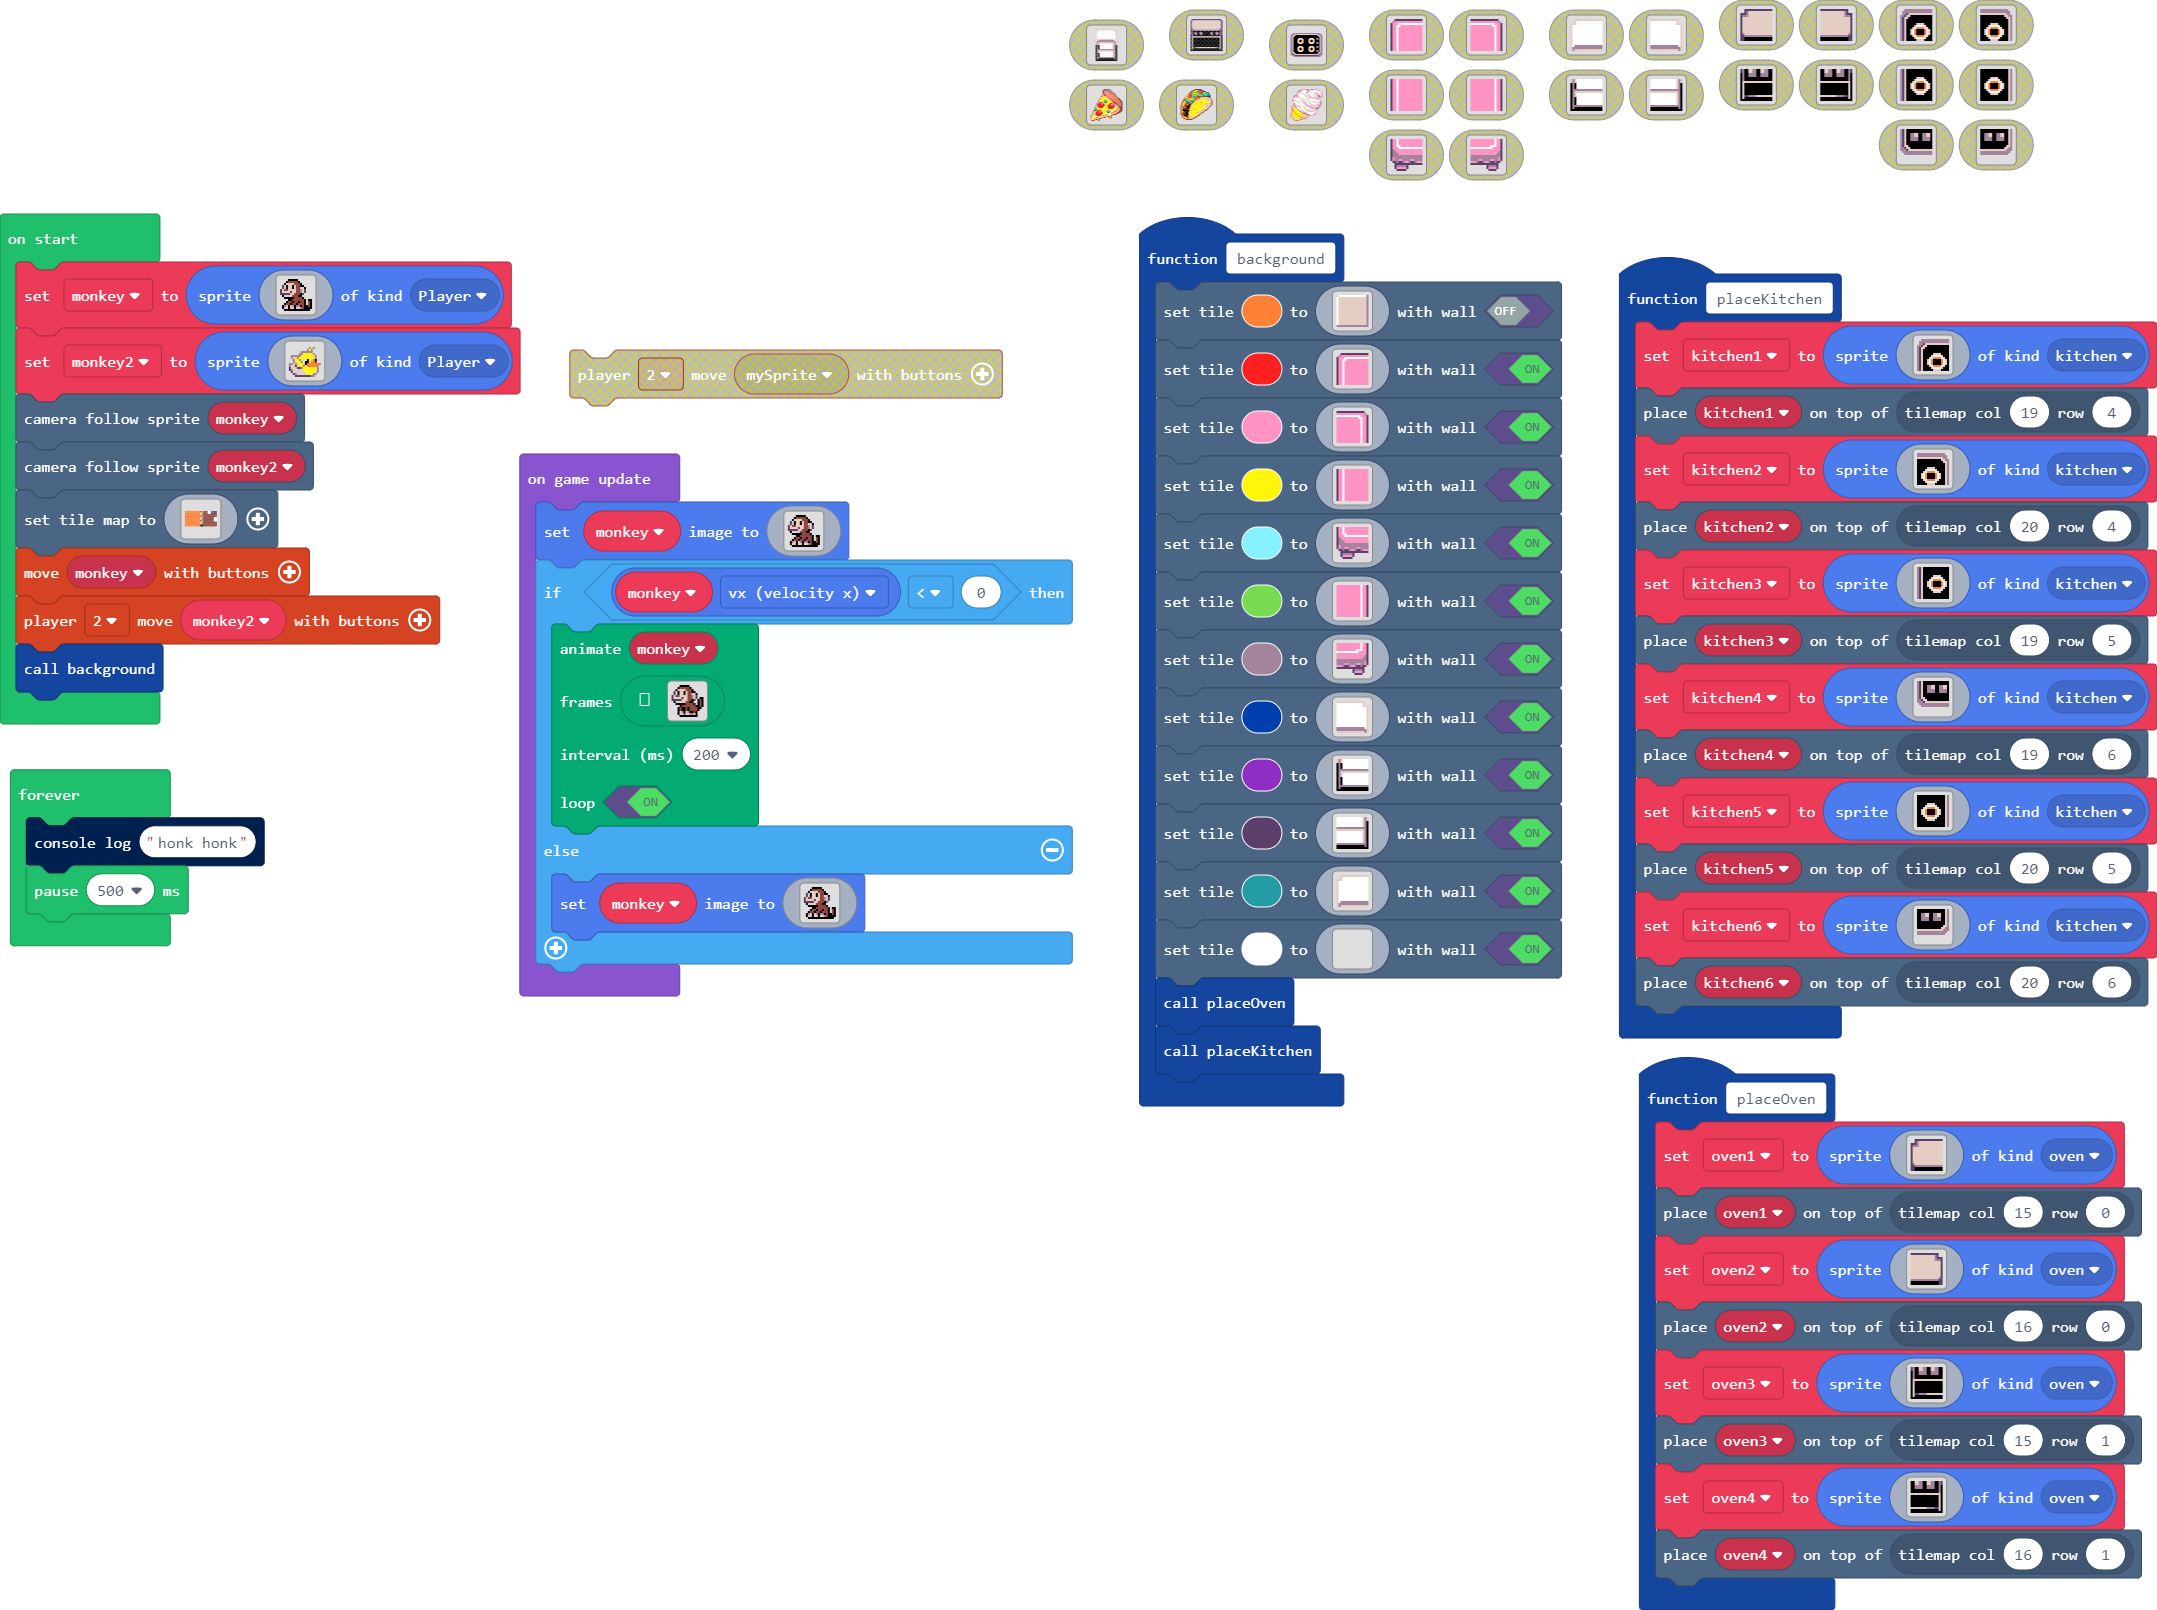 on start
set monkey to sprite of kind Player
set monkey2 to sprite of kind Player
camera follow sprite monkey
camera follow sprite monkey2
set tile map to
move monkey with buttons
player 2 move monkey2 with buttons
call background
forever
console log "honk honk"
pause 500 ms
player 2 move mySprite with buttons
on game update
set monkey image to
if monkey vx (velocity x) < 0 then
animate monkey
frames
interval (ms) 200
loop ON
else
set monkey image to
function background
set tile to with wall OFF
set tile to with wall ON
set tile to with wall ON
set tile to with wall ON
set tile to with wall ON
set tile to with wall ON
set tile to with wall ON
set tile to with wall ON
set tile to with wall ON
set tile to with wall ON
set tile to with wall ON
set tile to with wall ON
call placeOven
call placeKitchen
function placeKitchen
set kitchen1 to sprite of kind kitchen
place kitchen1 on top of tilemap col 19 row 4
set kitchen2 to sprite of kind kitchen
place kitchen2 on top of tilemap col 20 row 4
set kitchen3 to sprite of kind kitchen
place kitchen3 on top of tilemap col 19 row 5
set kitchen4 to sprite of kind kitchen
place kitchen4 on top of tilemap col 19 row 6
set kitchen5 to sprite of kind kitchen
place kitchen5 on top of tilemap col 20 row 5
set kitchen6 to sprite of kind kitchen
place kitchen6 on top of tilemap col 20 row 6
function placeOven
set oven1 to sprite of kind oven
place oven1 on top of tilemap col 15 row 0
set oven2 to sprite of kind oven
place oven2 on top of tilemap col 16 row 0
set oven3 to sprite of kind oven
place oven3 on top of tilemap col 15 row 1
set oven4 to sprite of kind oven
place oven4 on top of tilemap col 16 row 1